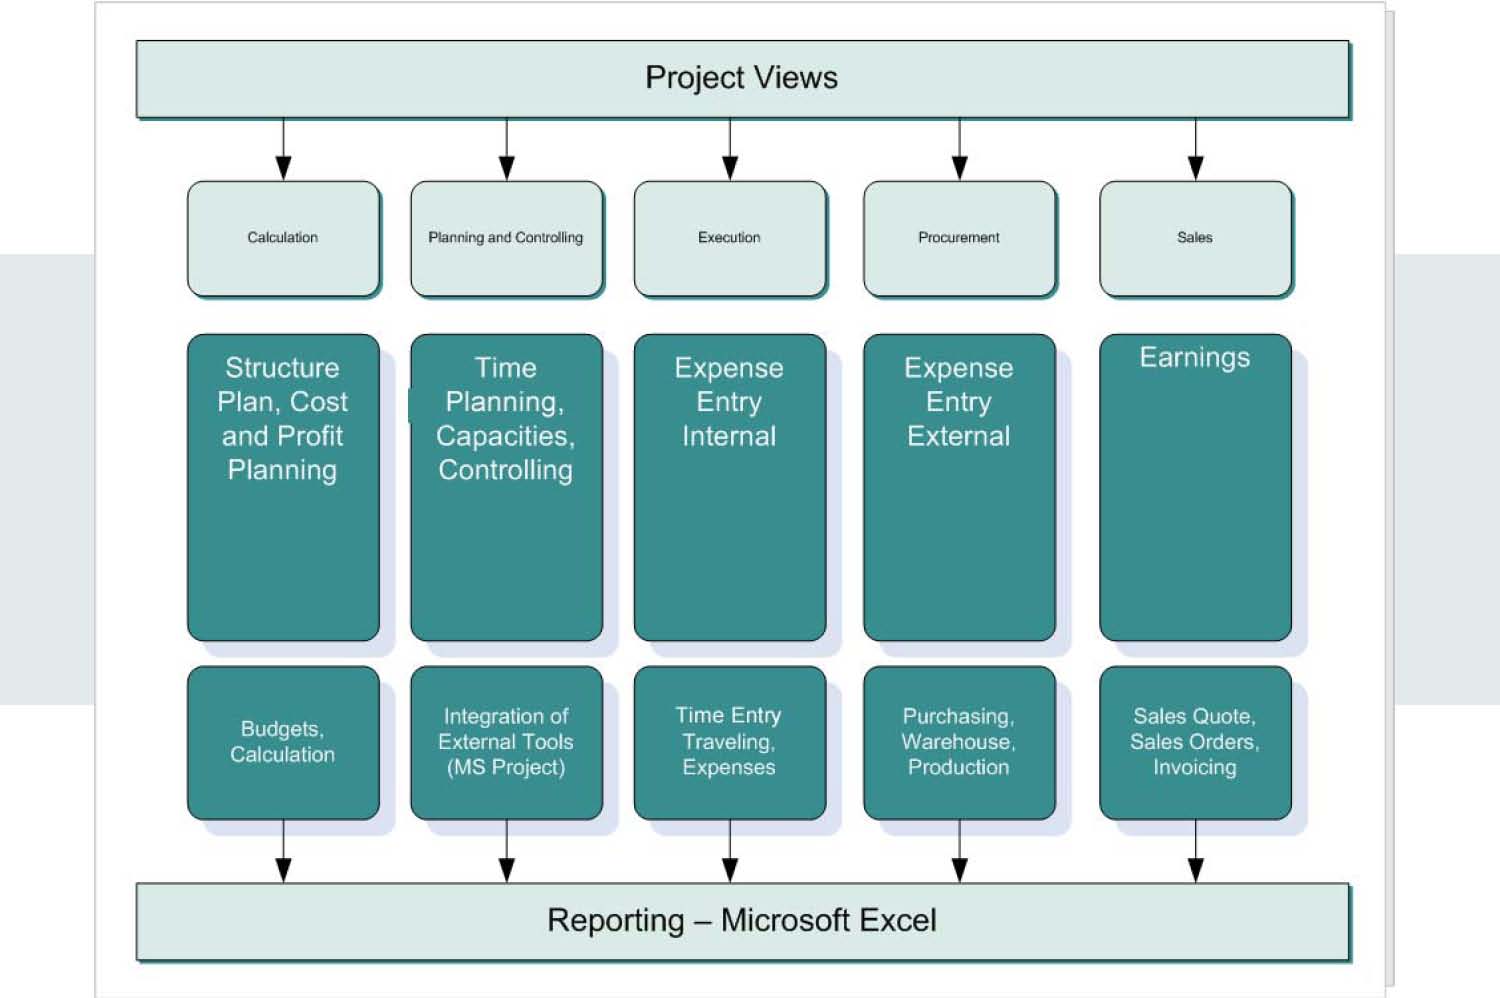 Project Views
Calculation
Planning and Controlling
Execution
Procurement
Sales
Structure
Plan, Cost
and Profit
Planning
Time
Planning,
Capacities,
Controlling
Expense
Entry
Internal
Expense
Entry
External
Earnings
Budgets,
Calculation
Integration of
External Tools
(MS Project)
Time Entry
Traveling,
Expenses
Purchasing,
Warehouse,
Production
Sales Quote,
Sales Orders,
Invoicing
Reporting – Microsoft Excel